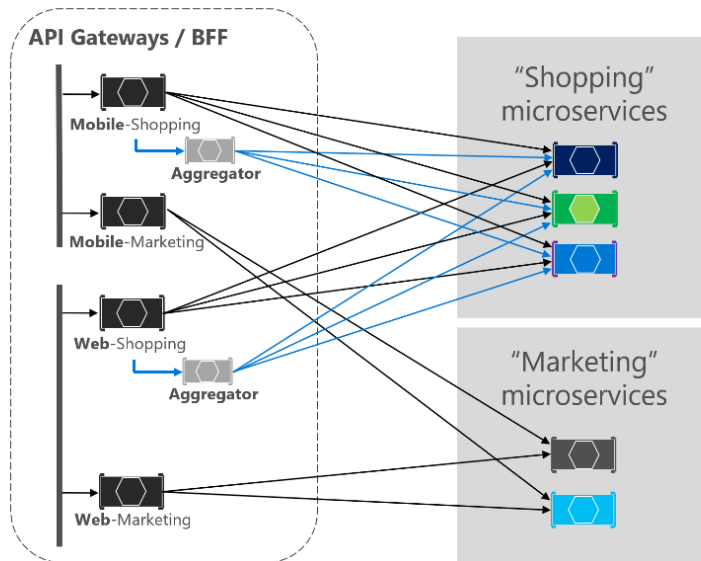 API Gateways / BFF
Mobile-Shopping
Aggregator
Mobile-Marketing
Web-Shopping
Aggregator
Web-Marketing
“Shopping”
microservices
“Marketing”
microservices